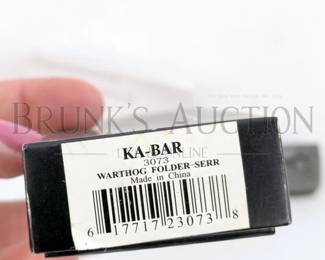 BRUNK'S AUCTION
KA-BAR
3073
WARTHOG FOLDER-SERR
Made in China
6 17717 23073 8